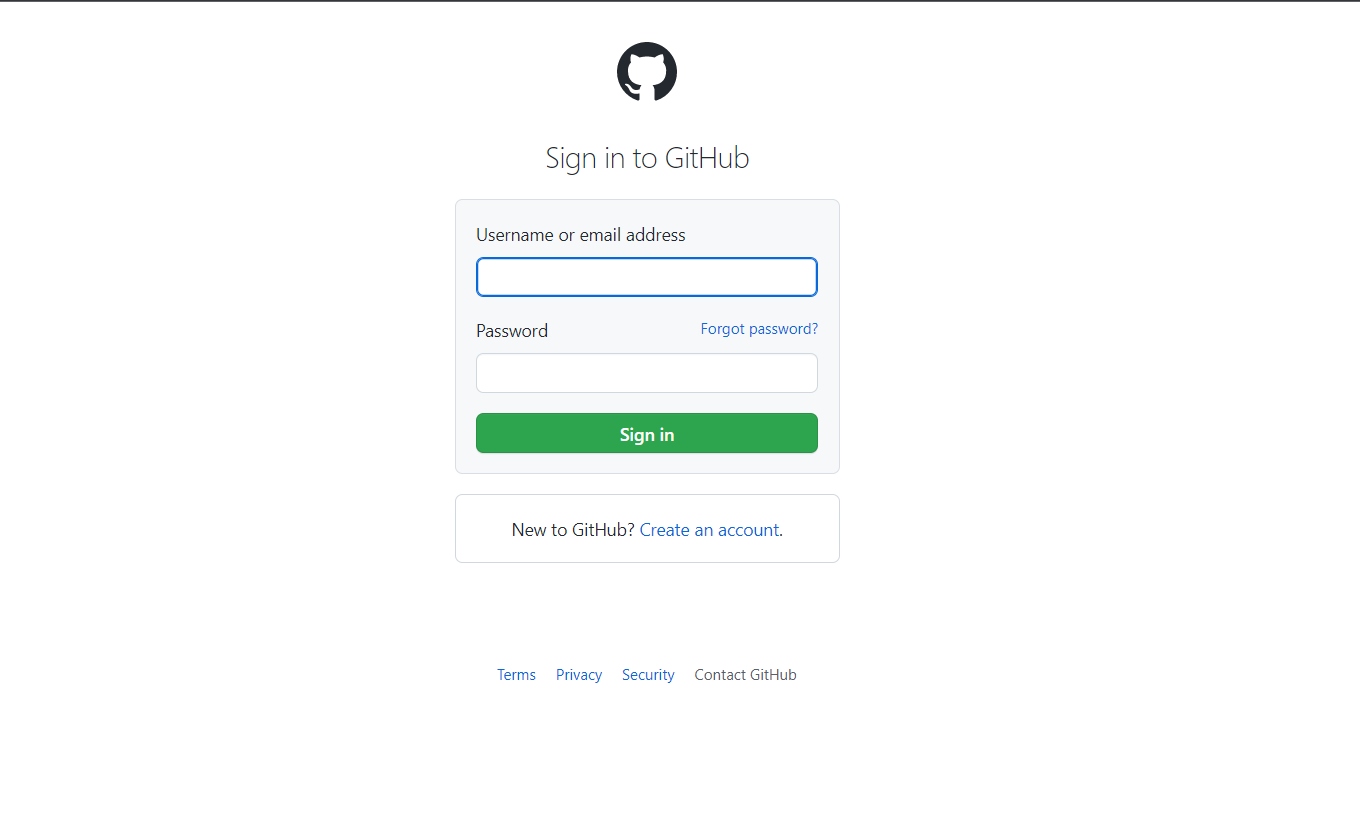 Sign in to GitHub
Username or email address
Password Forgot password?
Sign in
New to GitHub? Create an account.
Terms Privacy Security Contact GitHub